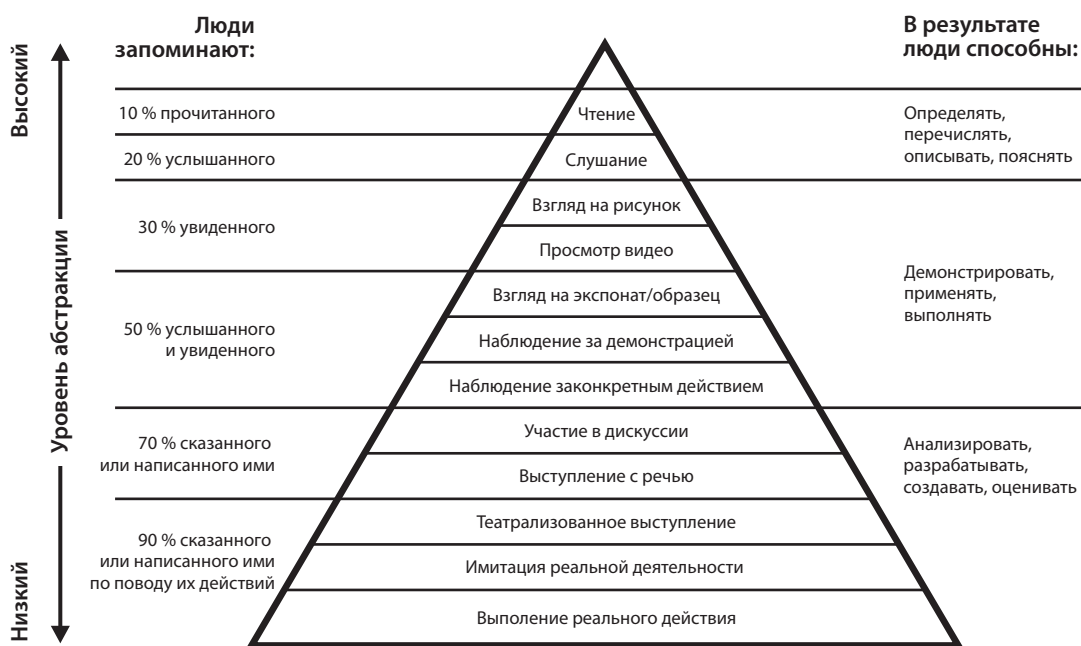 Люди
запоминают:
В результате
люди способны:
Высокий
Уровень абстракции
Низкий
10 % прочитанного
Чтение
Определять,
перечислять,
описывать, пояснять
20 % услышанного
Слушание
30 % увиденного
Взгляд на рисунок
Просмотр видео
Демонстрировать,
применять,
выполнять
50 % услышанного
и увиденного
Взгляд на экспонат/образец
Наблюдение за демонстрацией
Наблюдение законкретным действием
70 % сказанного
или написанного ими
Участие в дискуссии
Выступление с речью
Анализировать,
разрабатывать,
создавать, оценивать
90 % сказанного
или написанного ими
по поводу их действий
Театрализованное выступление
Имитация реальной деятельности
Выполение реального действия